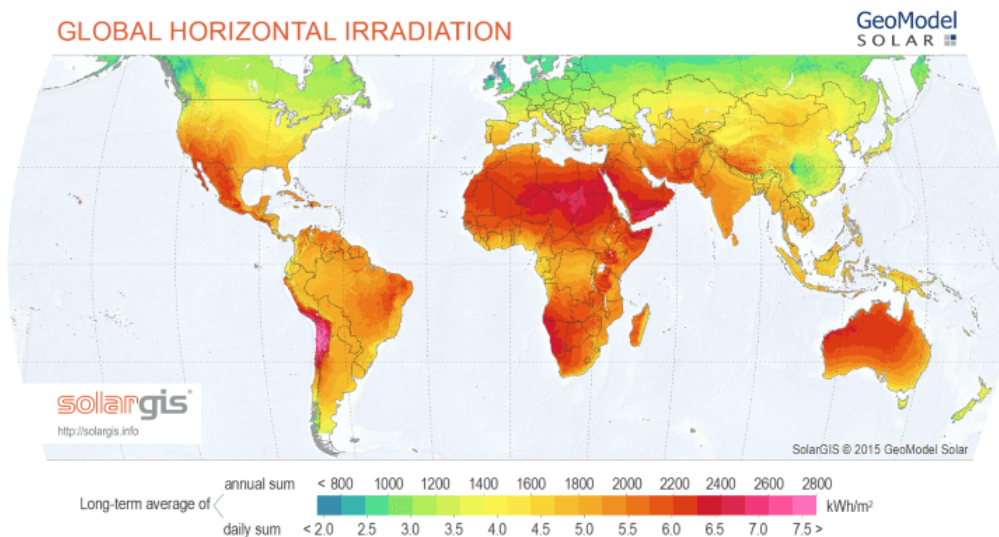 GLOBAL HORIZONTAL IRRADIATION
GeoModel
SOLAR
solargis
http://solargis.info
SolarGIS © 2015 GeoModel Solar
annual sum < 800 1000 1200 1400 1600 1800 2000 2200 2400 2600 2800
Long-term average of kWh/m²
daily sum < 2.0 2.5 3.0 3.5 4.0 4.5 5.0 5.5 6.0 6.5 7.0 7.5 >